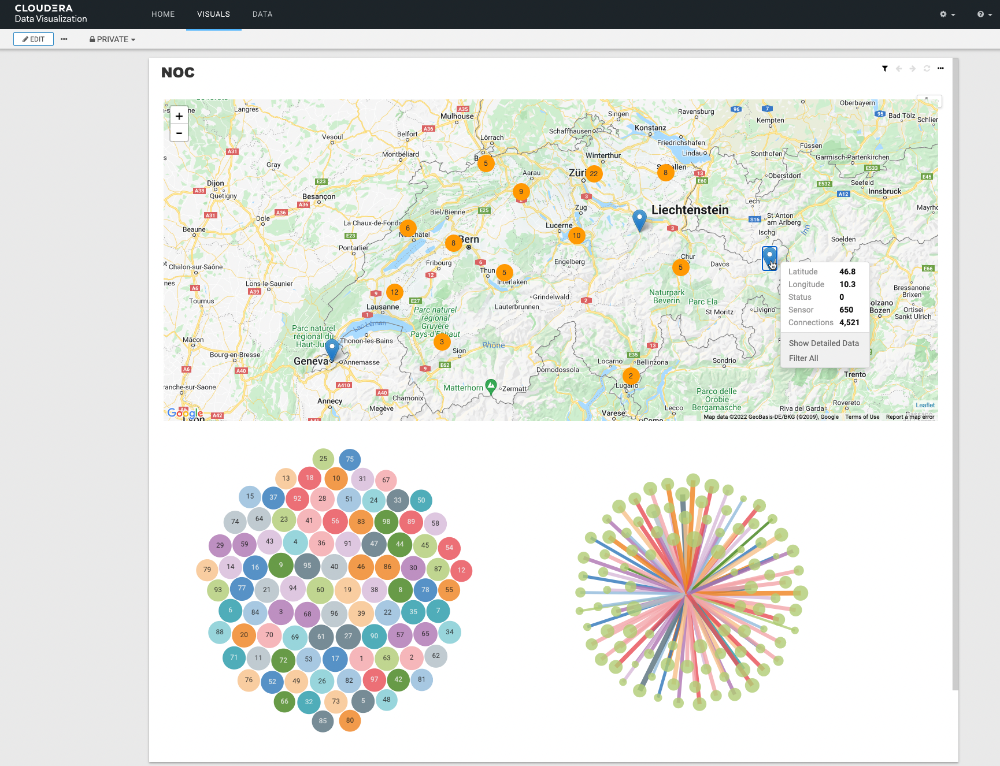 CLOUDERA
Data Visualization
HOME
VISUALS
DATA
EDIT
PRIVATE
NOC
+
-
Langres
A35
Mulhouse
Singen
Ravensburg
96
7
Kempten
Oberbayern
95
Bad Tölz
Schlier
Vesoul
Belfort
A36
Lörrach
Schaffhausen
Konstanz
Friedrichshafen
Füssen
A31
Montbéliard
Lindau
Sonthofen
Garmisch-Partenkirchen
Gray
5
Aarau
Winterthur
Züri
22
8
allen
13
E60
Oberstdorf
E533
E45
Dijon
E23
Quetigny
A38
Besançon
A36
9
3
E532
Seefeld
A12
Innsbruck
Dole
A31
A36
Biel/Bienne
E25
Zug
Liechtenstein
Lech
S16
St Anton
am Arlberg
Mayrho
Beaune
La Chaux-de-Fonds
6
E23
Lucerne
10
3
Ischgl
Inn
Soelden
Pontarlier
8
Bern
Chalon-sur-Saône
Fribourg
6
Thun
5
Interlaken
Engelberg
Chur
5
Davos
E66
Lons-le-Saunier
A39
A6
12
12
9
Tournus
Lausanne
E27
1
Grindelwald
Lauterbrunnen
2
Naturpark
Beverin
Parc Ela
St Moritz
Livigno
Bressanone
Brixen
olzano
Bozen
Ortisei
Sankt Ulrich
Latitude 46.8
Longitude 10.3
Status 0
Sensor 650
Connections 4,521
Show Detailed Data
Filter All
Parc naturel
régional
Gruyère
Lac Léman
Parc naturel
régional du
Thonon-les-Bains
3
Sion
Rhône
Mâcon
Bourg-en-Bresse
A6
A40
Geneva
Annemasse
E62
9
E35
13
Locarno
Bellinzona
Sondrio
Domodossola
2
Lugano
Trento
A410
A40
Matterhorn
Zermatt
Annecy
Chamonix
Megève
Parco delle
Orobie
Bergamasche
Rovereto
Riva del Garda
Lecco
Varese
Como
Google
A6
A42
Lyon
A41
Leaflet
Map data ©2022 GeoBasis-DE/BKG (©2009), Google
Terms of Use
Report a map error
25 75
13 18 10 31 67
15 37 92 28 51 24 33 50
74 64 23 41 56 83 98 89 58
29 59 43 4 36 91 47 44 45 54
79 14 16 9 95 40 46 86 30 87 12
93 77 21 94 60 19 38 8 78 55
6 84 3 68 96 39 22 35 7
88 20 70 69 61 27 90 57 65 34
71 11 72 53 17 1 63 2 62
76 52 49 26 82 97 42 81
66 32 73 5 48
85 80